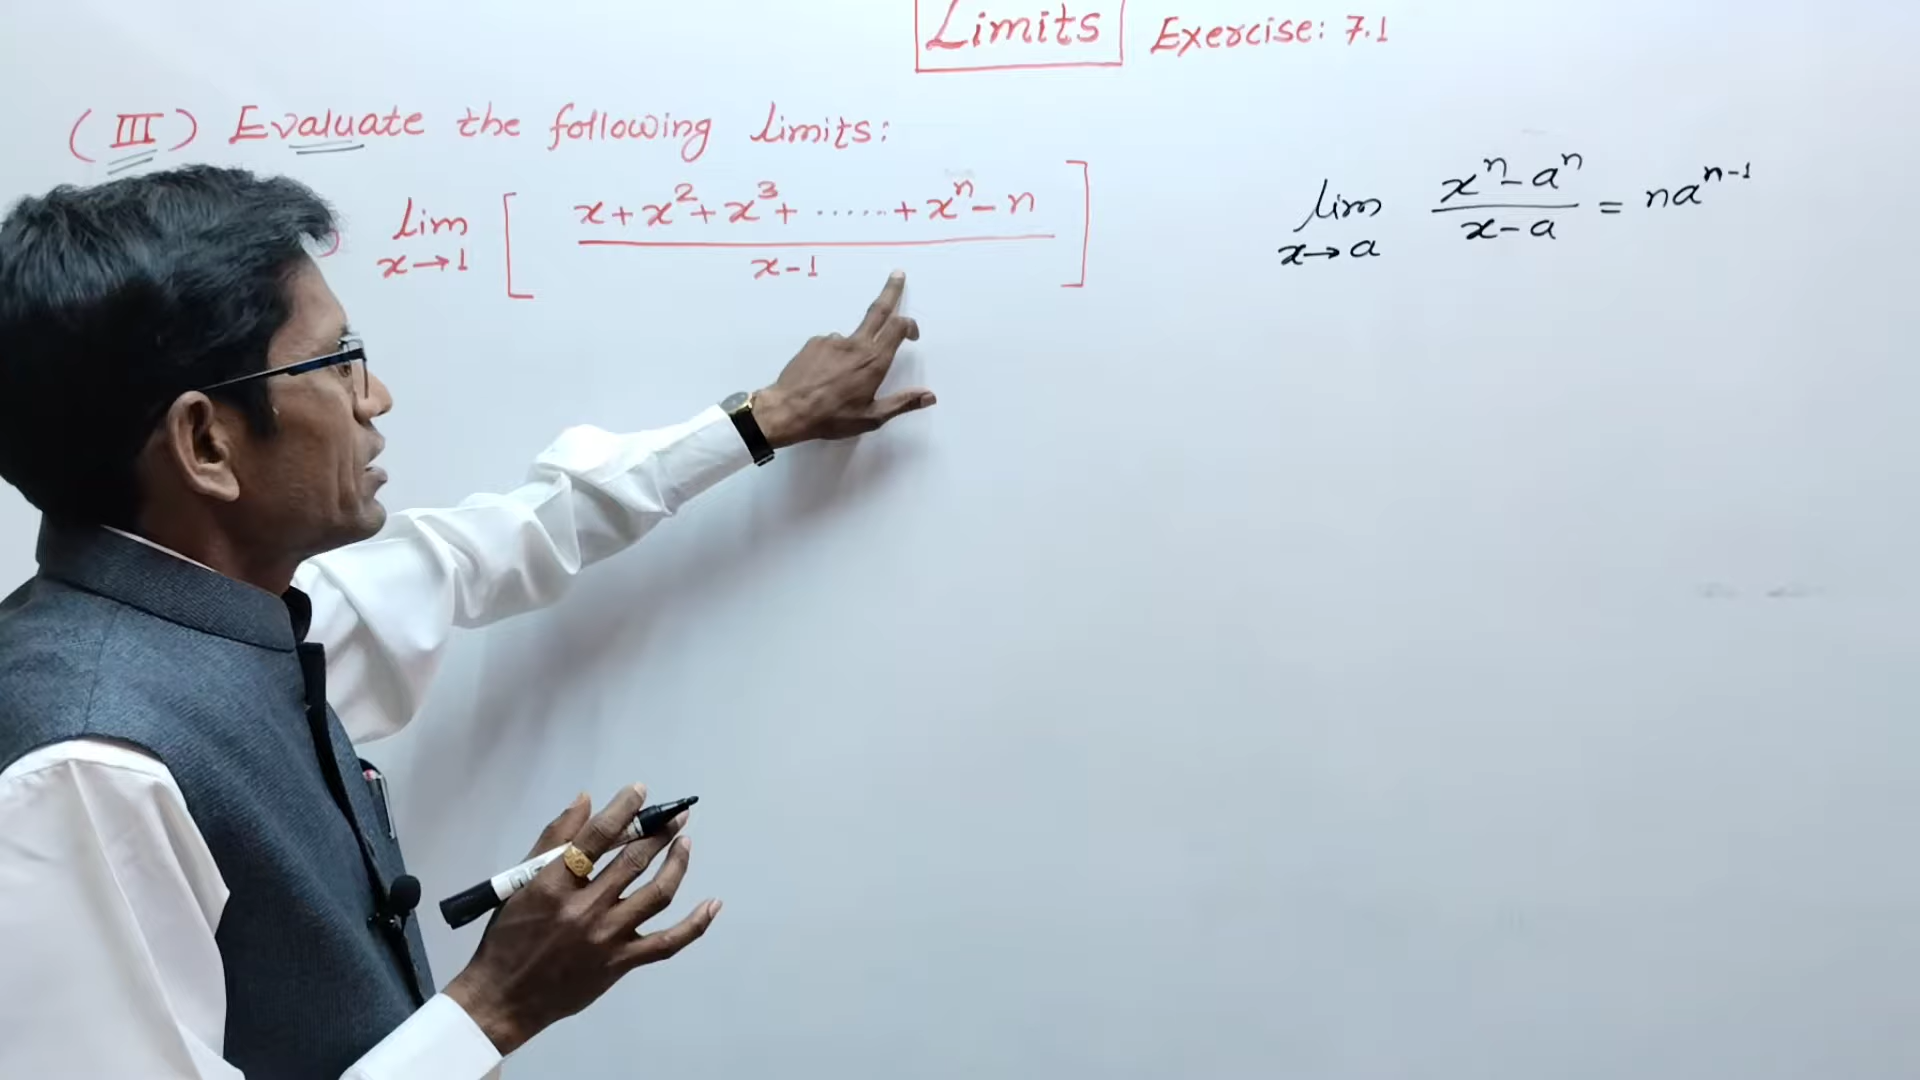 Limits Exercise: 7.1
(III) Evaluate the following limits:
lim x→1 [ (x+x²+x³+ ...... + xⁿ - n) / (x-1) ]
lim x→a (xⁿ - aⁿ) / (x-a) = naⁿ⁻¹